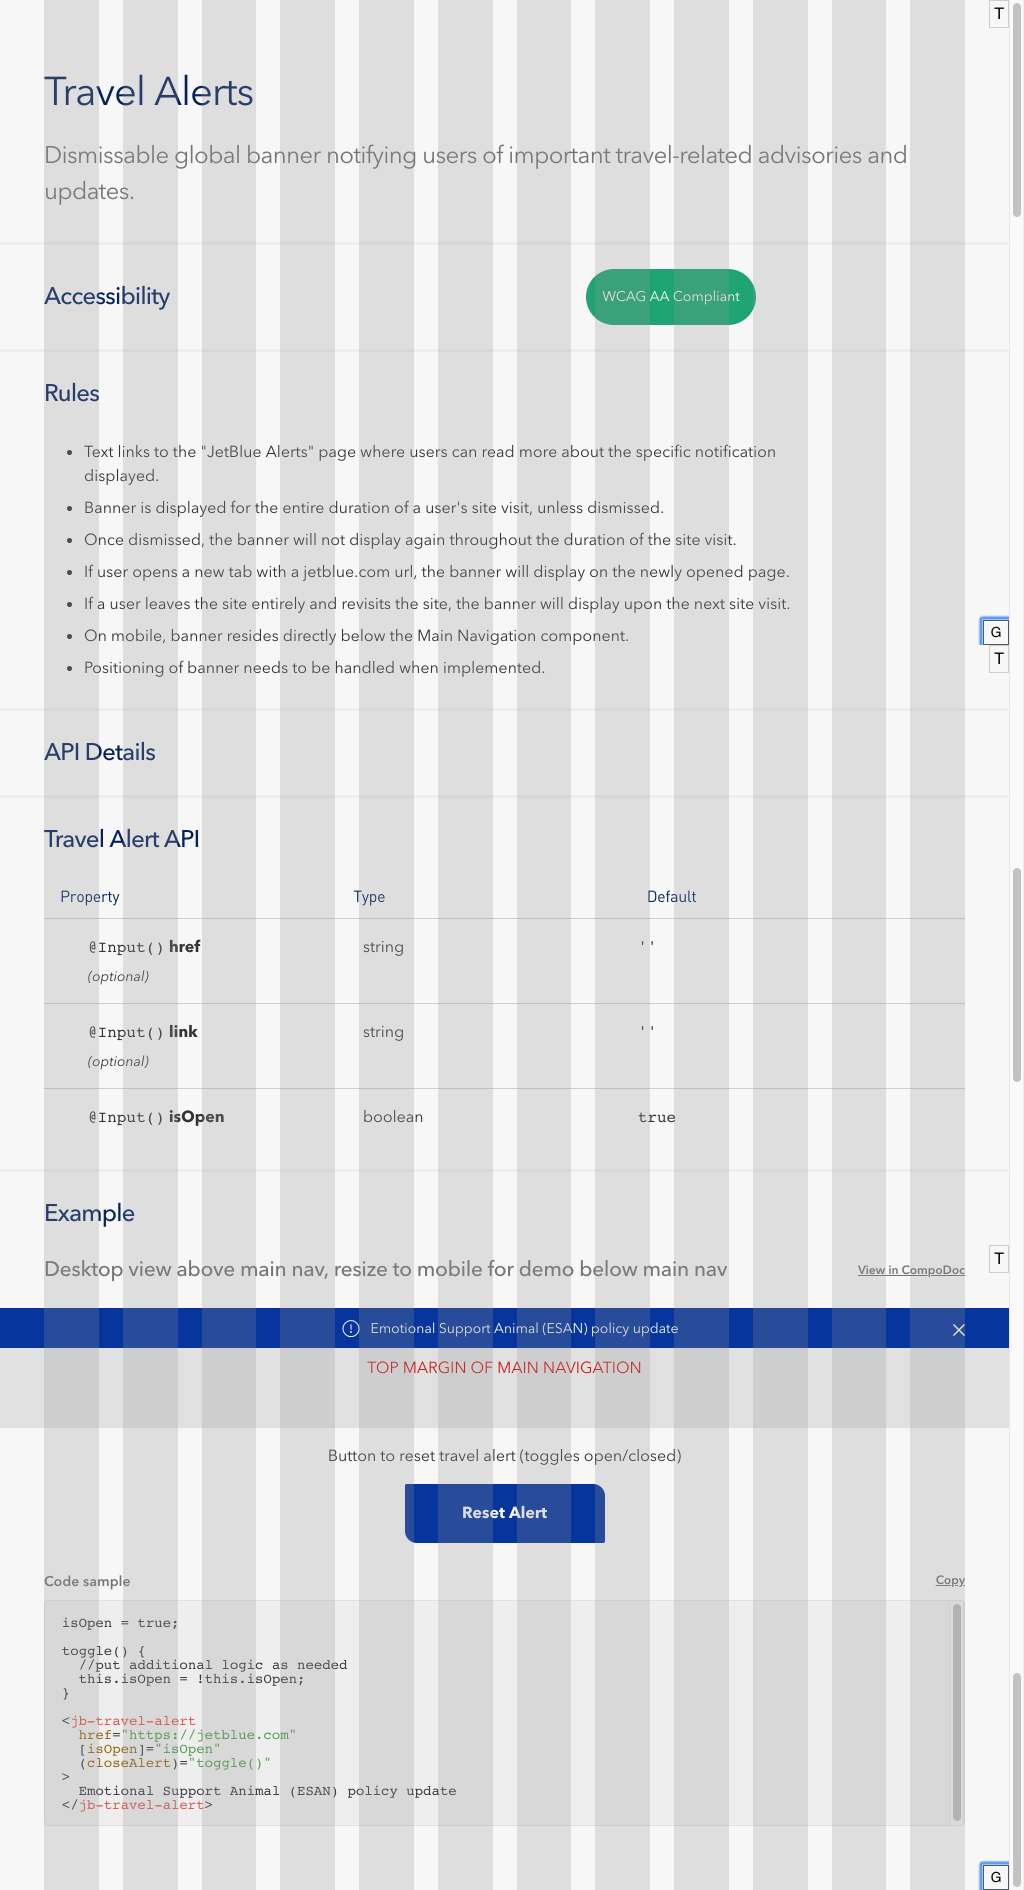 T
Travel Alerts
Dismissable global banner notifying users of important travel-related advisories and
updates.
Accessibility
WCAG AA Compliant
Rules
• Text links to the "JetBlue Alerts" page where users can read more about the specific notification
displayed.
• Banner is displayed for the entire duration of a user's site visit, unless dismissed.
• Once dismissed, the banner will not display again throughout the duration of the site visit.
• If user opens a new tab with a jetblue.com url, the banner will display on the newly opened page.
• If a user leaves the site entirely and revisits the site, the banner will display upon the next site visit.
• On mobile, banner resides directly below the Main Navigation component.
G
T
• Positioning of banner needs to be handled when implemented.
API Details
Travel Alert API
Property Type Default
@Input() href string ''
(optional)
@Input() link string ''
(optional)
@Input() isOpen boolean true
Example
T
Desktop view above main nav, resize to mobile for demo below main nav View in CompoDoc
Emotional Support Animal (ESAN) policy update
TOP MARGIN OF MAIN NAVIGATION
Button to reset travel alert (toggles open/closed)
Reset Alert
Code sample Copy
isOpen = true;
toggle() {
//put additional logic as needed
this.isOpen = !this.isOpen;
}
<jb-travel-alert
href="https://jetblue.com"
[isOpen]="isOpen"
(closeAlert)="toggle()"
>
Emotional Support Animal (ESAN) policy update
</jb-travel-alert>
G